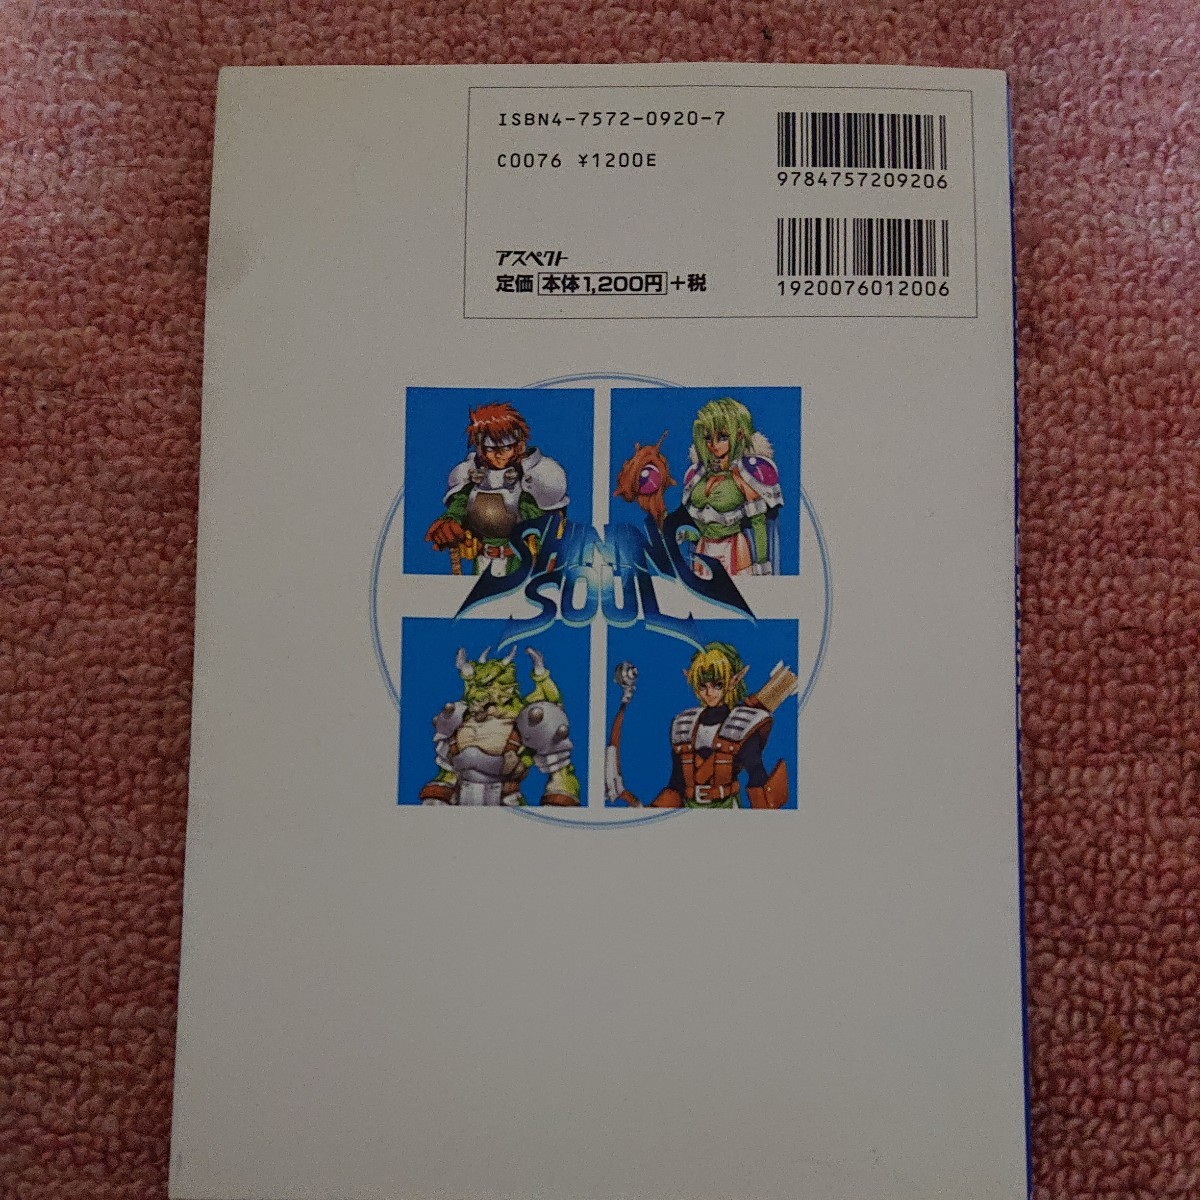 ISBN4-7572-0920-7
C0076 ¥1200E
9784757209206
アスペクト
定価 本体1,200円 +税
1920076012006
SHINING
SOUL